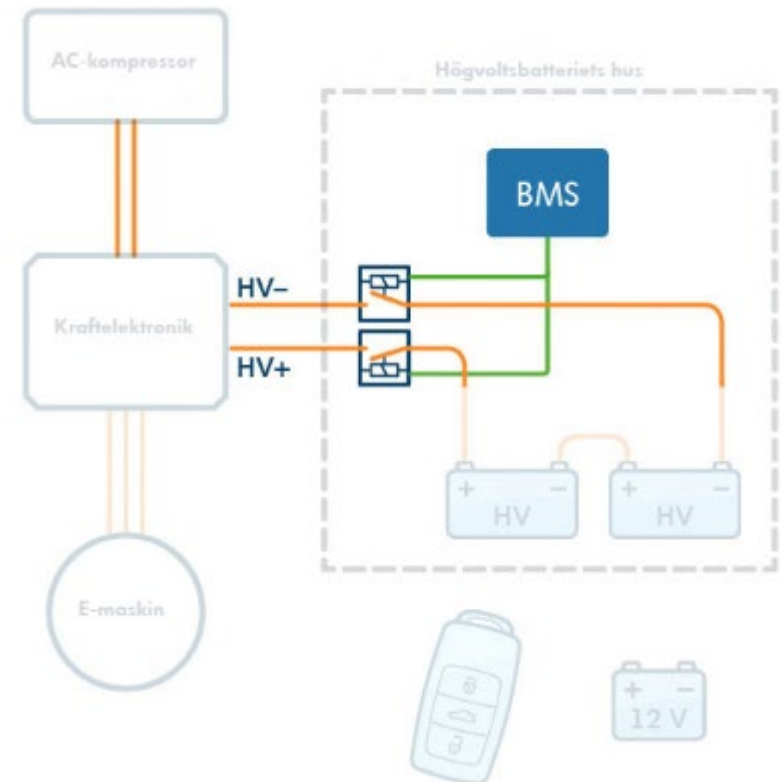 AC-kompressor
Högvoltsbatteriets hus
BMS
HV–
Kraftelektronik
HV+
+ –
HV
+ –
HV
E-maskin
+ –
12 V